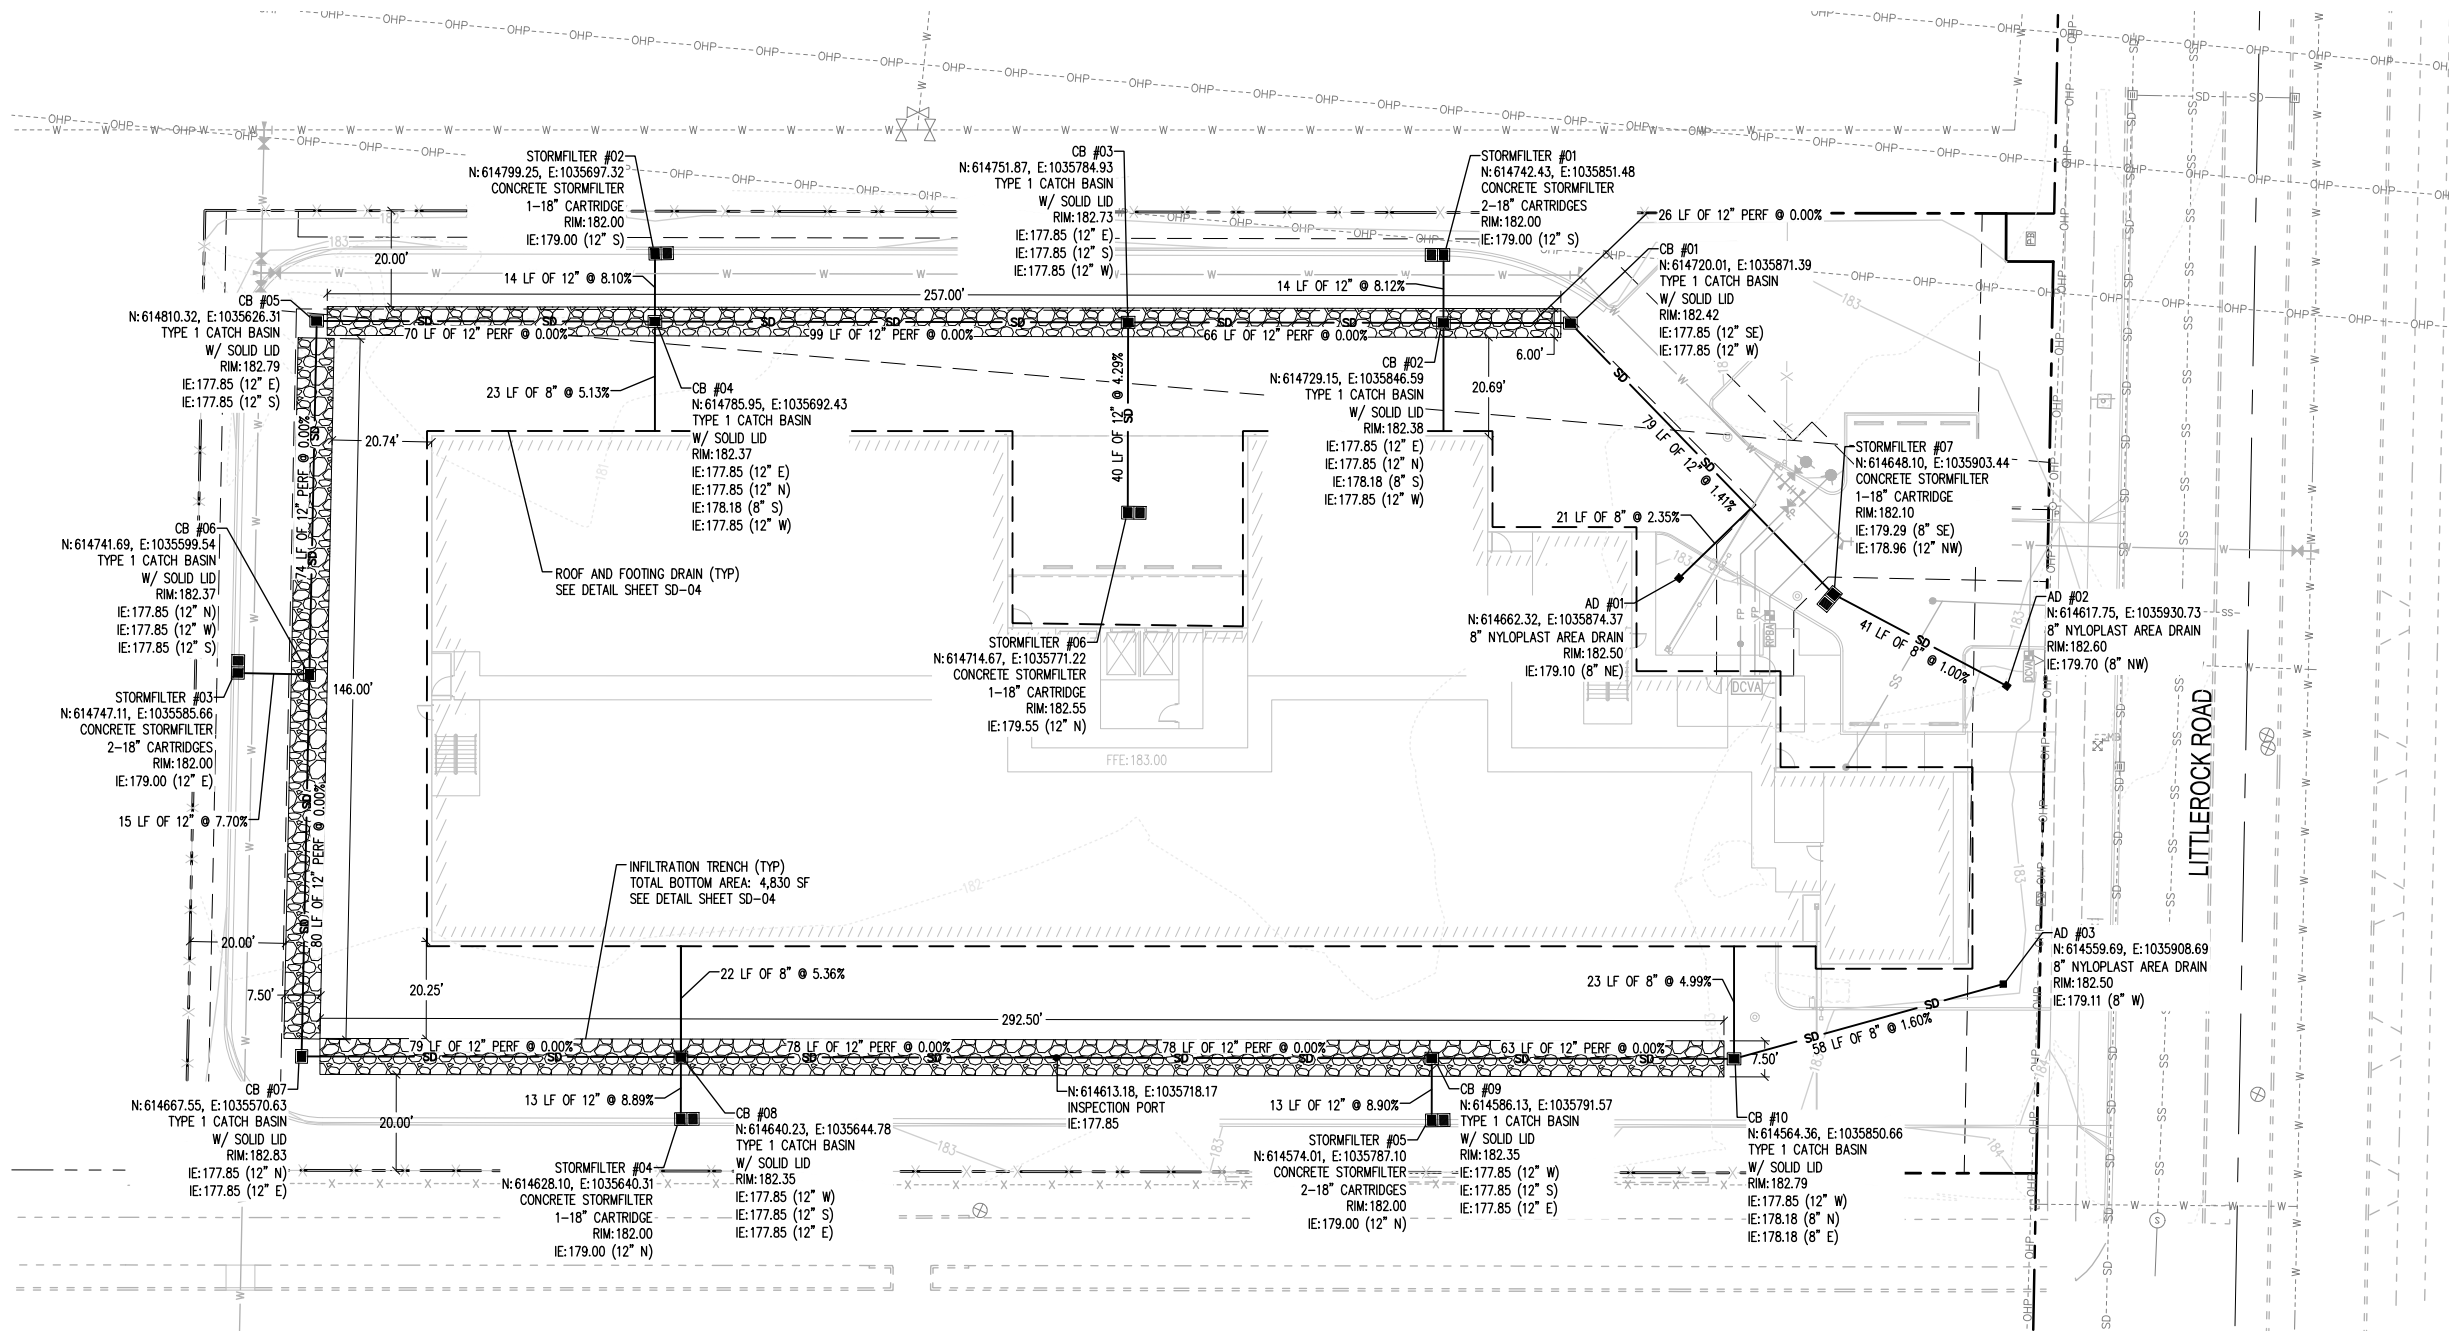 STORMFILTER #02
N:614799.25, E:1035697.32
CONCRETE STORMFILTER
1-18" CARTRIDGE
RIM:182.00
IE:179.00 (12" S)
CB #03
N:614751.87, E:1035784.93
TYPE 1 CATCH BASIN
W/ SOLID LID
RIM:182.73
IE:177.85 (12" E)
IE:177.85 (12" S)
IE:177.85 (12" W)
STORMFILTER #01
N:614742.43, E:1035851.48
CONCRETE STORMFILTER
2-18" CARTRIDGES
RIM:182.00
IE:179.00 (12" S)
26 LF OF 12" PERF @ 0.00%
CB #01
N:614720.01, E:1035871.39
TYPE 1 CATCH BASIN
W/ SOLID LID
RIM:182.42
IE:177.85 (12" SE)
IE:177.85 (12" W)
20.00'
14 LF OF 12" @ 8.10%
257.00'
14 LF OF 12" @ 8.12%
CB #05
N:614810.32, E:1035626.31
TYPE 1 CATCH BASIN
W/ SOLID LID
RIM:182.79
IE:177.85 (12" E)
IE:177.85 (12" S)
70 LF OF 12" PERF @ 0.00%
99 LF OF 12" PERF @ 0.00%
66 LF OF 12" PERF @ 0.00%
6.00'
23 LF OF 8" @ 5.13%
CB #04
N:614785.95, E:1035692.43
TYPE 1 CATCH BASIN
W/ SOLID LID
RIM:182.37
IE:177.85 (12" E)
IE:177.85 (12" N)
IE:178.18 (8" S)
IE:177.85 (12" W)
40 LF OF 12" @ 4.29%
SD
CB #02
N:614729.15, E:1035846.59
TYPE 1 CATCH BASIN
W/ SOLID LID
RIM:182.38
IE:177.85 (12" E)
IE:177.85 (12" N)
IE:178.18 (8" S)
IE:177.85 (12" W)
20.69'
79 LF OF 12" @ 1.41%
SD
STORMFILTER #07
N:614648.10, E:1035903.44
CONCRETE STORMFILTER
1-18" CARTRIDGE
RIM:182.10
IE:179.29 (8" SE)
IE:178.96 (12" NW)
20.74'
74 LF OF 12" PERF @ 0.00%
21 LF OF 8" @ 2.35%
CB #06
N:614741.69, E:1035599.54
TYPE 1 CATCH BASIN
W/ SOLID LID
RIM:182.37
IE:177.85 (12" N)
IE:177.85 (12" W)
IE:177.85 (12" S)
ROOF AND FOOTING DRAIN (TYP)
SEE DETAIL SHEET SD-04
AD #01
N:614662.32, E:1035874.37
8" NYLOPLAST AREA DRAIN
RIM:182.50
IE:179.10 (8" NE)
AD #02
N:614617.75, E:1035930.73
8" NYLOPLAST AREA DRAIN
RIM:182.60
IE:179.70 (8" NW)
41 LF OF 8" @ 1.00%
SD
STORMFILTER #06
N:614714.67, E:1035771.22
CONCRETE STORMFILTER
1-18" CARTRIDGE
RIM:182.55
IE:179.55 (12" N)
STORMFILTER #03
N:614747.11, E:1035585.66
CONCRETE STORMFILTER
2-18" CARTRIDGES
RIM:182.00
IE:179.00 (12" E)
146.00'
DCVA
DCVA
RPBA
FP
FP
FFE:183.00
15 LF OF 12" @ 7.70%
80 LF OF 12" PERF @ 0.00%
LITTLEROCK ROAD
INFILTRATION TRENCH (TYP)
TOTAL BOTTOM AREA: 4,830 SF
SEE DETAIL SHEET SD-04
20.00'
7.50'
20.25'
22 LF OF 8" @ 5.36%
23 LF OF 8" @ 4.99%
AD #03
N:614559.69, E:1035908.69
8" NYLOPLAST AREA DRAIN
RIM:182.50
IE:179.11 (8" W)
292.50'
58 LF OF 8" @ 1.60%
SD
79 LF OF 12" PERF @ 0.00%
78 LF OF 12" PERF @ 0.00%
78 LF OF 12" PERF @ 0.00%
63 LF OF 12" PERF @ 0.00%
7.50'
CB #07
N:614667.55, E:1035570.63
TYPE 1 CATCH BASIN
W/ SOLID LID
RIM:182.83
IE:177.85 (12" N)
IE:177.85 (12" E)
20.00'
13 LF OF 12" @ 8.89%
CB #08
N:614640.23, E:1035644.78
TYPE 1 CATCH BASIN
W/ SOLID LID
RIM:182.35
IE:177.85 (12" W)
IE:177.85 (12" S)
IE:177.85 (12" E)
STORMFILTER #04
N:614628.10, E:1035640.31
CONCRETE STORMFILTER
1-18" CARTRIDGE
RIM:182.00
IE:179.00 (12" N)
N:614613.18, E:1035718.17
INSPECTION PORT
IE:177.85
13 LF OF 12" @ 8.90%
STORMFILTER #05
N:614574.01, E:1035787.10
CONCRETE STORMFILTER
2-18" CARTRIDGES
RIM:182.00
IE:179.00 (12" N)
CB #09
N:614586.13, E:1035791.57
TYPE 1 CATCH BASIN
W/ SOLID LID
RIM:182.35
IE:177.85 (12" W)
IE:177.85 (12" S)
IE:177.85 (12" E)
CB #10
N:614564.36, E:1035850.66
TYPE 1 CATCH BASIN
W/ SOLID LID
RIM:182.79
IE:177.85 (12" W)
IE:178.18 (8" N)
IE:178.18 (8" E)